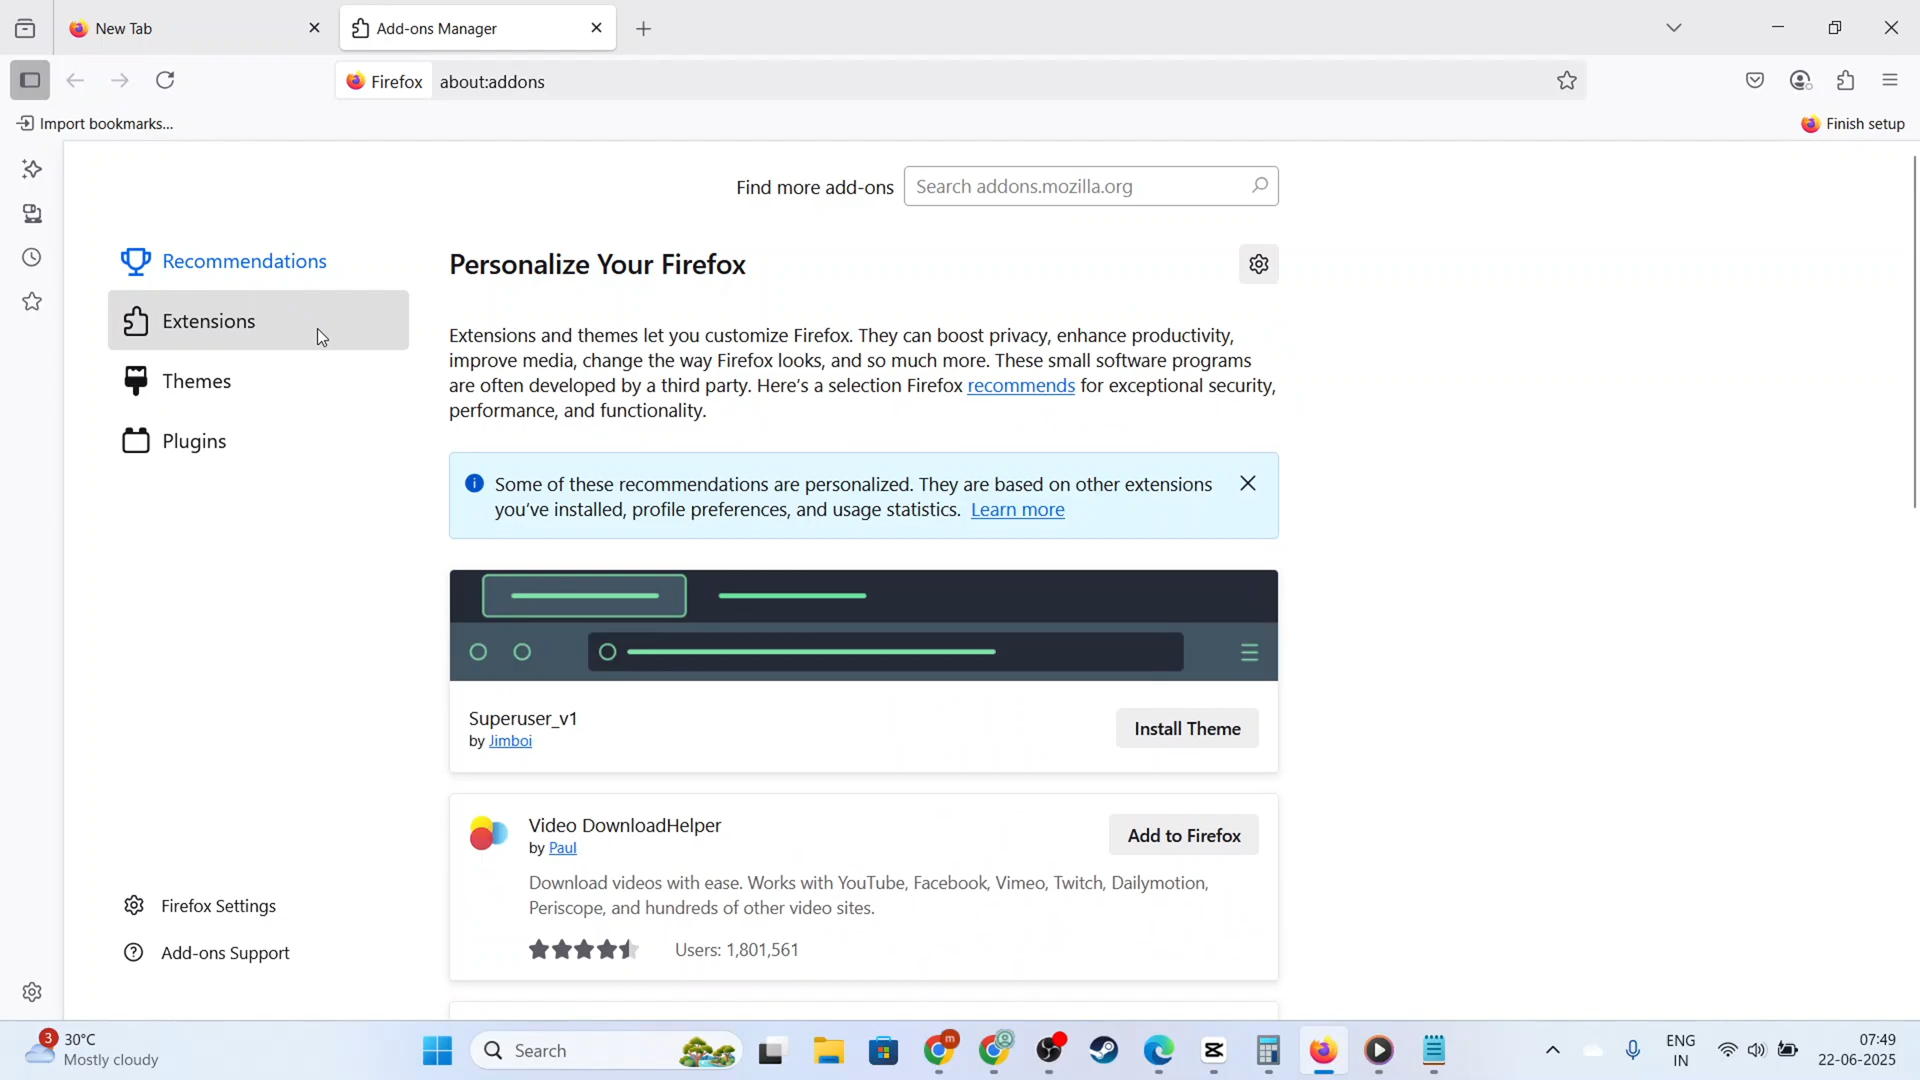 New Tab
Add-ons Manager
Firefox
about:addons
Import bookmarks...
Finish setup
Find more add-ons
Search addons.mozilla.org
Recommendations
Extensions
Themes
Plugins
Personalize Your Firefox
Extensions and themes let you customize Firefox. They can boost privacy, enhance productivity,
improve media, change the way Firefox looks, and so much more. These small software programs
are often developed by a third party. Here's a selection Firefox recommends for exceptional security,
performance, and functionality.
Some of these recommendations are personalized. They are based on other extensions
you've installed, profile preferences, and usage statistics. Learn more
Superuser_v1
by Jimboi
Install Theme
Video DownloadHelper
by Paul
Add to Firefox
Download videos with ease. Works with YouTube, Facebook, Vimeo, Twitch, Dailymotion,
Periscope, and hundreds of other video sites.
Users: 1,801,561
Firefox Settings
Add-ons Support
3
30°C
Mostly cloudy
Search
m
ENG
IN
07:49
22-06-2025